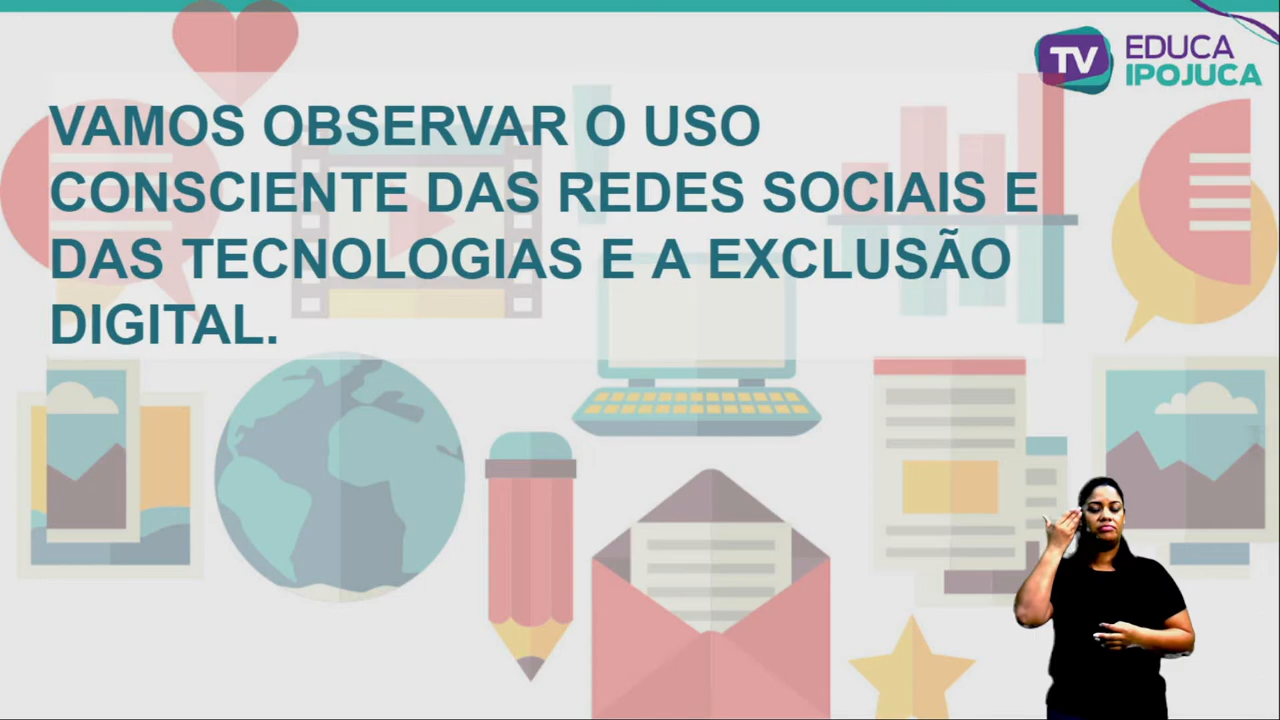 TV EDUCA
IPOJUCA
VAMOS OBSERVAR O USO
CONSCIENTE DAS REDES SOCIAIS E
DAS TECNOLOGIAS E A EXCLUSÃO
DIGITAL.